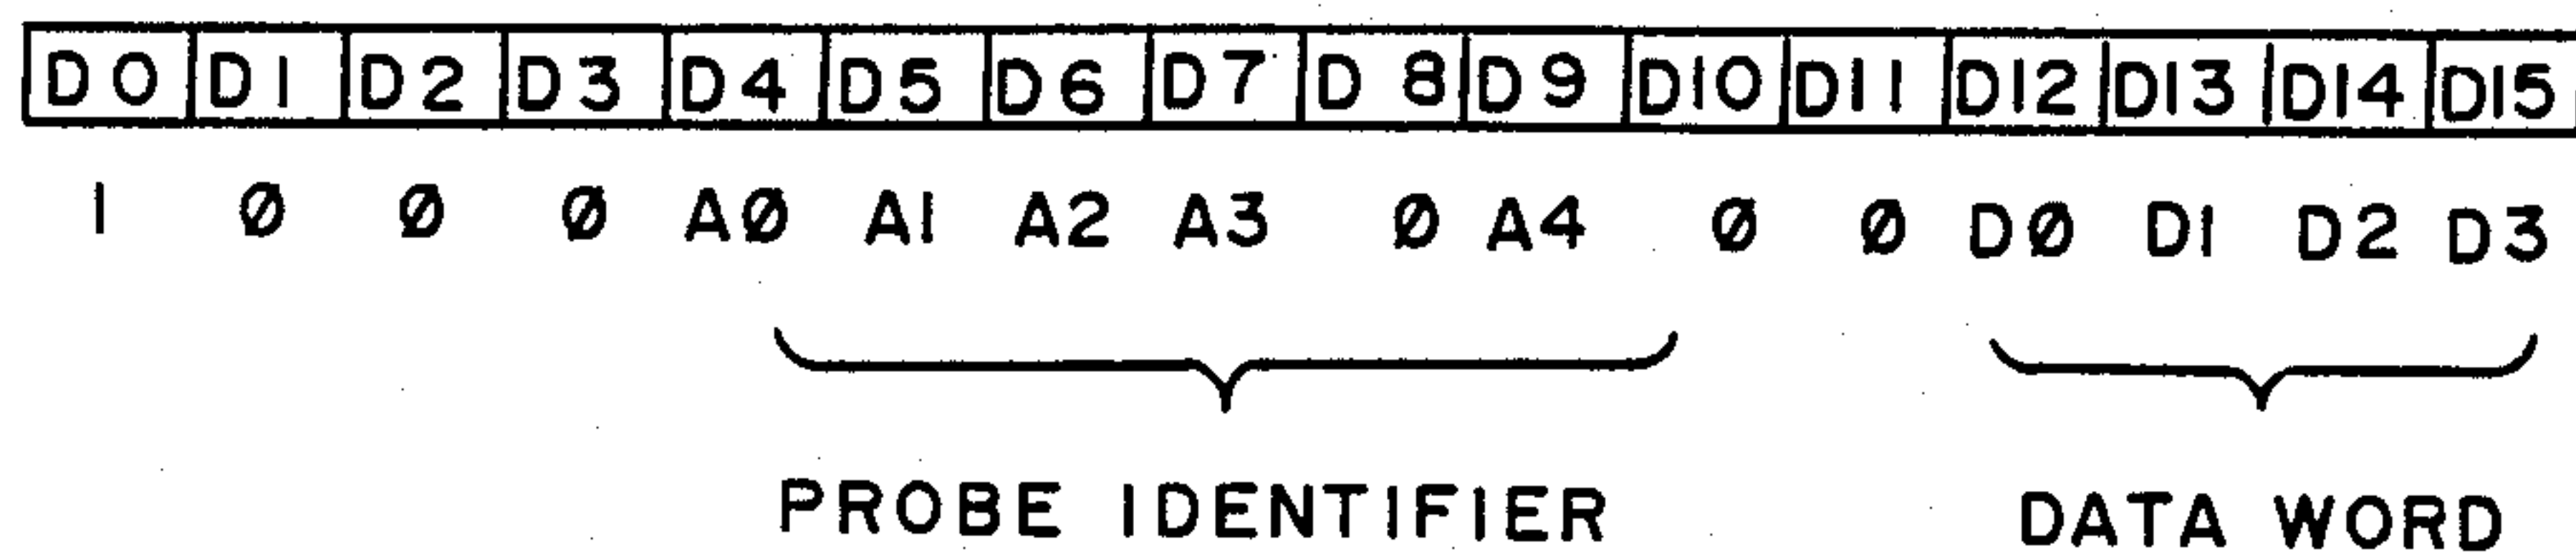 D0 D1 D2 D3 D4 D5 D6 D7 D8 D9 D10 D11 D12 D13 D14 D15
1 Ø Ø Ø AØ A1 A2 A3 Ø A4 Ø Ø DØ D1 D2 D3
PROBE IDENTIFIER DATA WORD